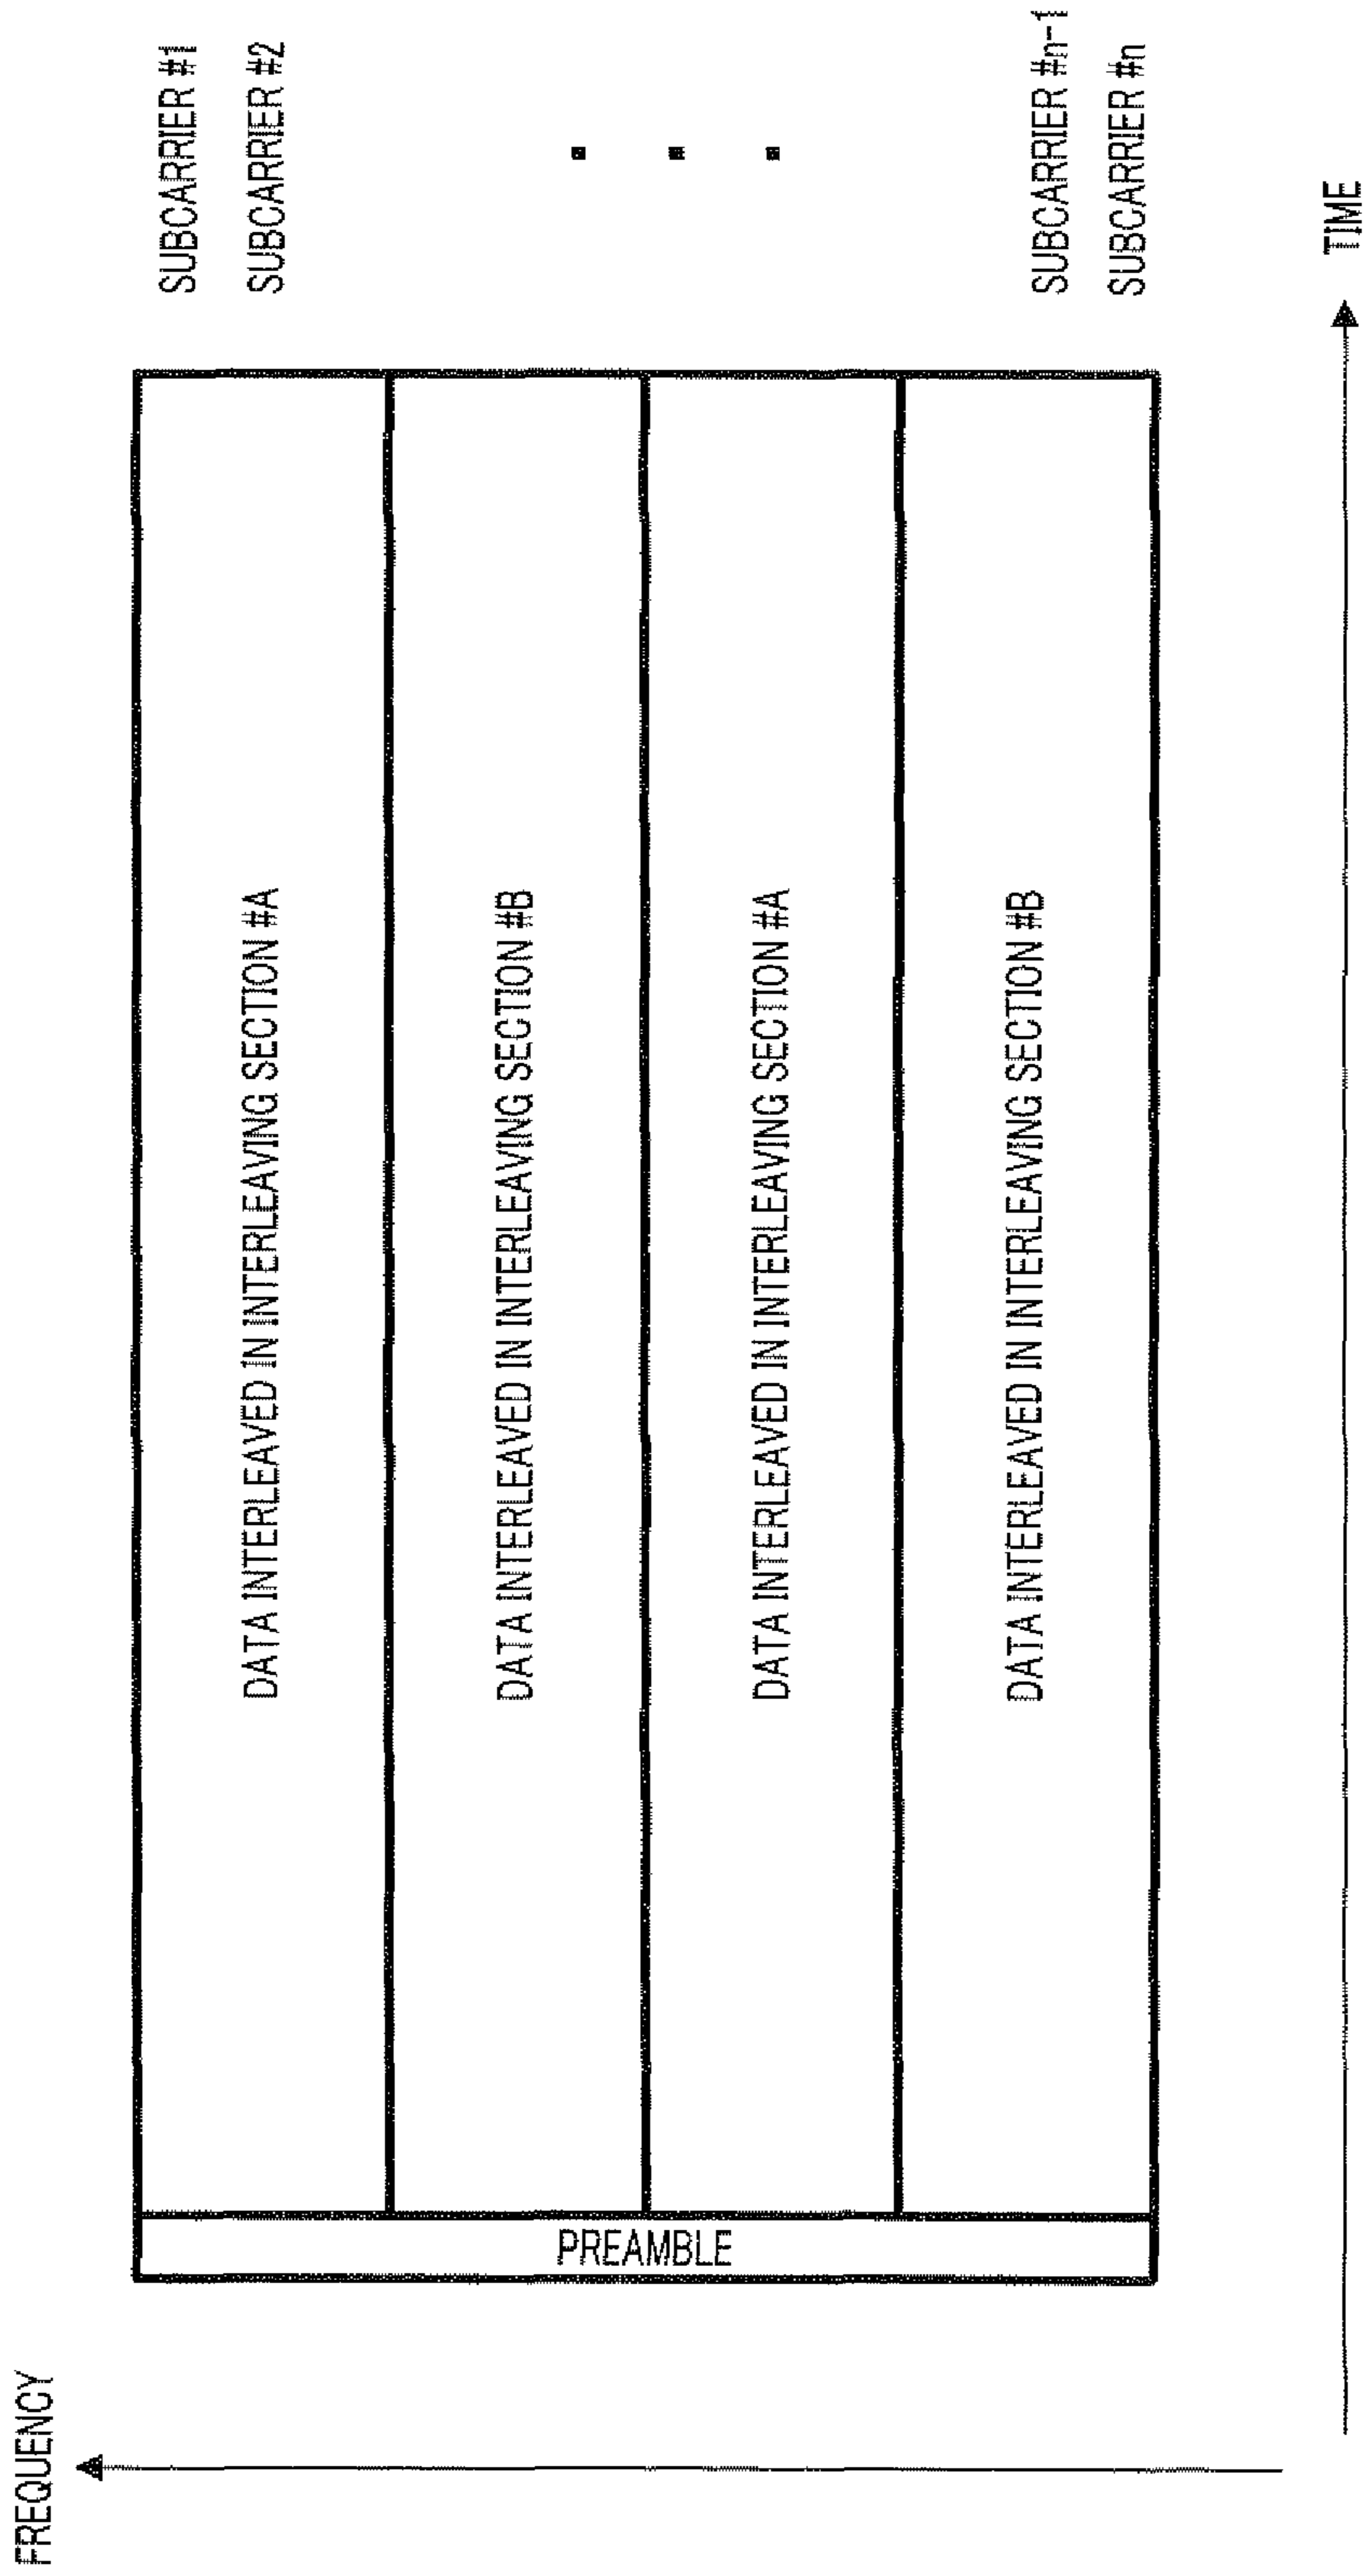 FREQUENCY
SUBCARRIER #1
SUBCARRIER #2
SUBCARRIER #n-1
SUBCARRIER #n
PREAMBLE
DATA INTERLEAVED IN INTERLEAVING SECTION #A
DATA INTERLEAVED IN INTERLEAVING SECTION #B
DATA INTERLEAVED IN INTERLEAVING SECTION #A
DATA INTERLEAVED IN INTERLEAVING SECTION #B
TIME